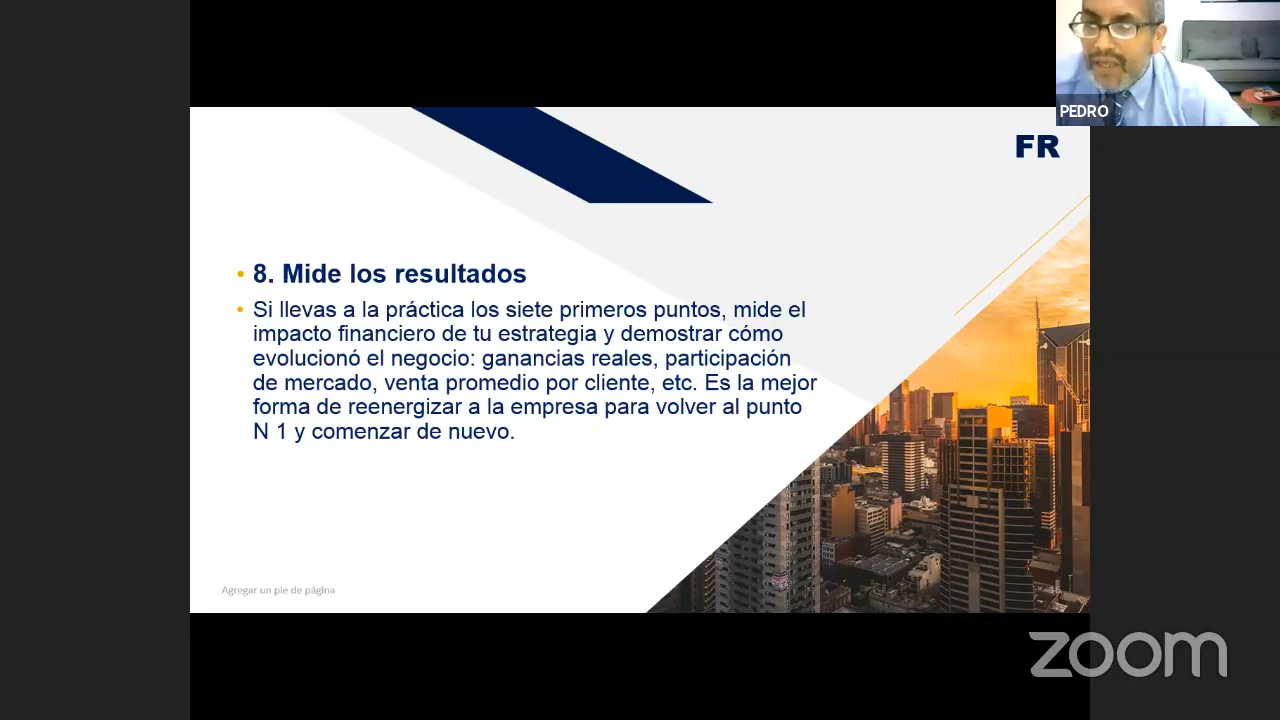 PEDRO
FR
8. Mide los resultados
Si llevas a la práctica los siete primeros puntos, mide el
impacto financiero de tu estrategia y demostrar cómo
evolucionó el negocio: ganancias reales, participación
de mercado, venta promedio por cliente, etc. Es la mejor
forma de reenergizar a la empresa para volver al punto
N 1 y comenzar de nuevo.
Agregar un pie de página
zoom